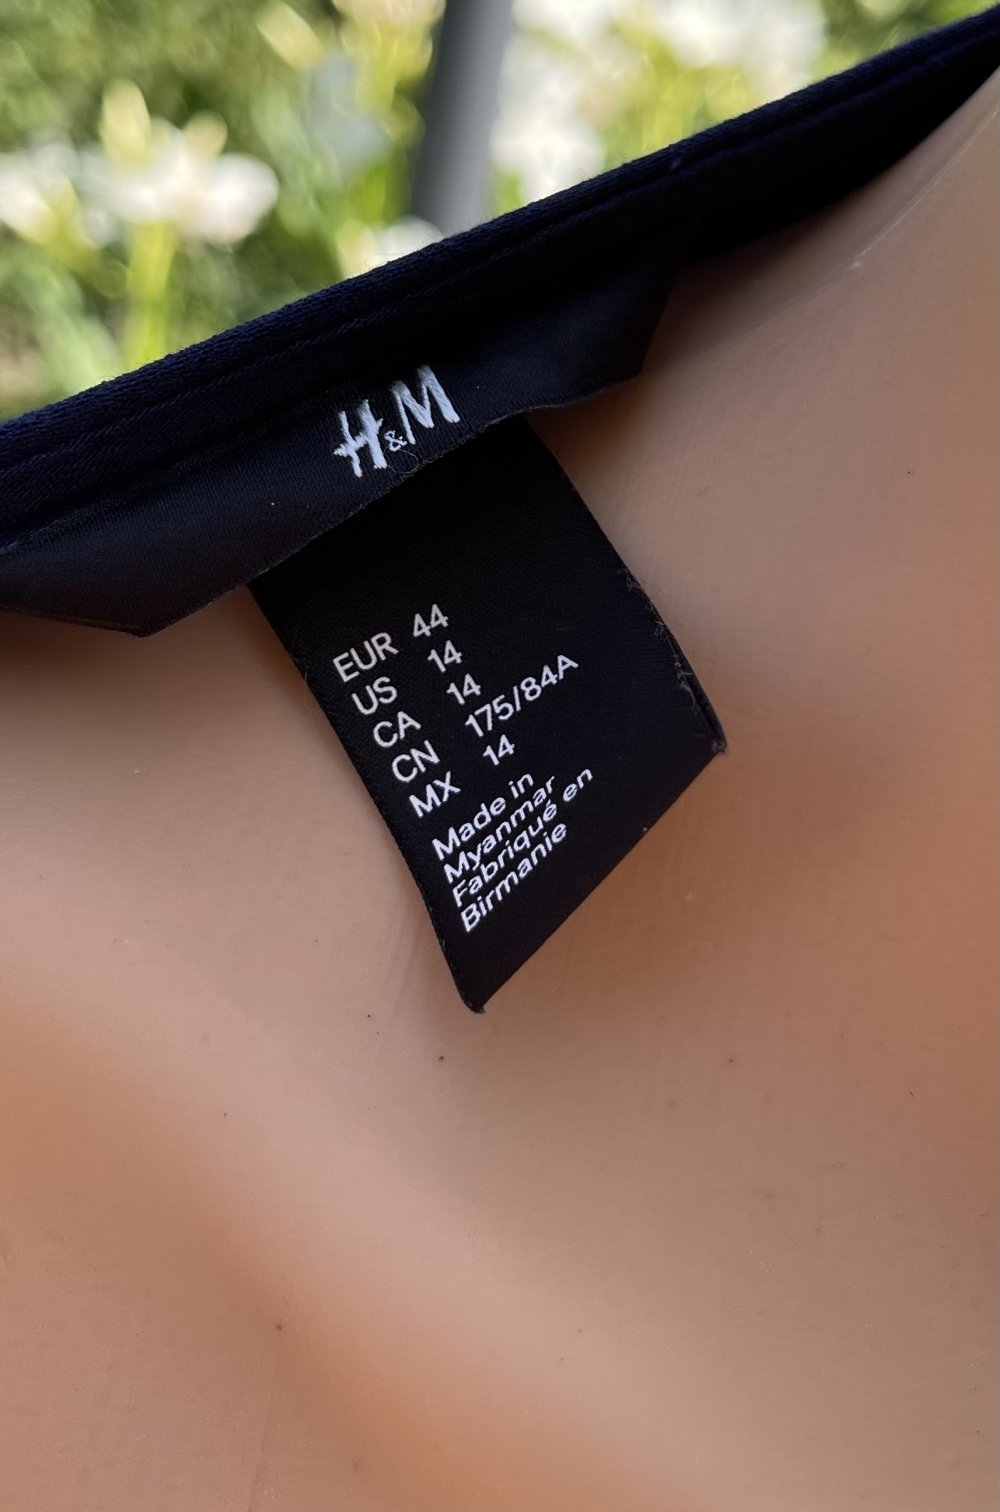 H&M
EUR 44
US 14
CA 14
CN 175/84A
MX 14
Made in
Myanmar
Fabriqué en
Birmanie